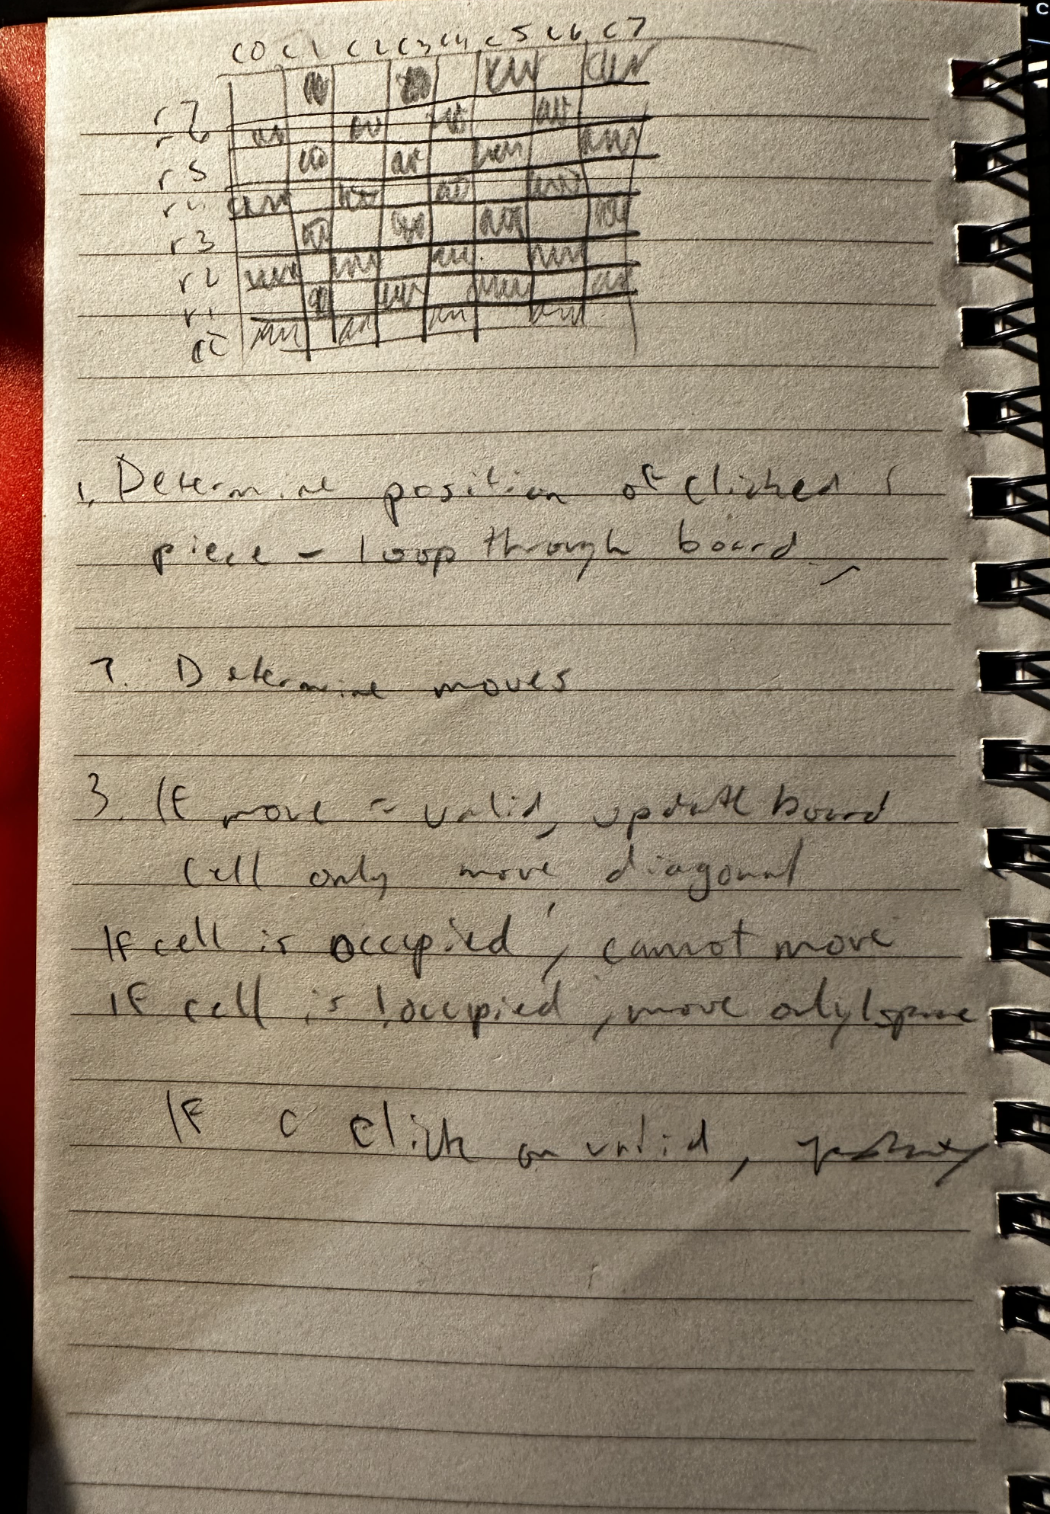 c0 c1 c2 c3 c4 c5 c6 c7
r7
r6
r5
r4
r3
r2
r1
r0
1. Determine position of clicked
piece - loop through board
2. Determine moves
3. If move = valid, update board
Cell only move diagonal
If cell is occupied, cannot move
IF cell is !occupied, move only 1 space
IF c click on valid,